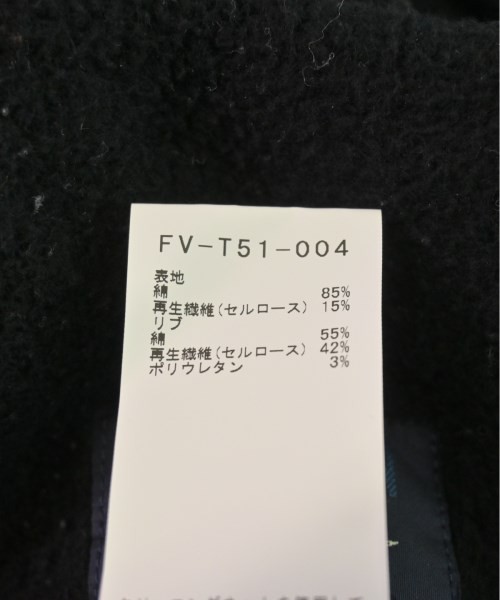 FV-T51-004
表地
綿 85%
再生繊維(セルロース) 15%
リブ
綿 55%
再生繊維(セルロース) 42%
ポリウレタン 3%